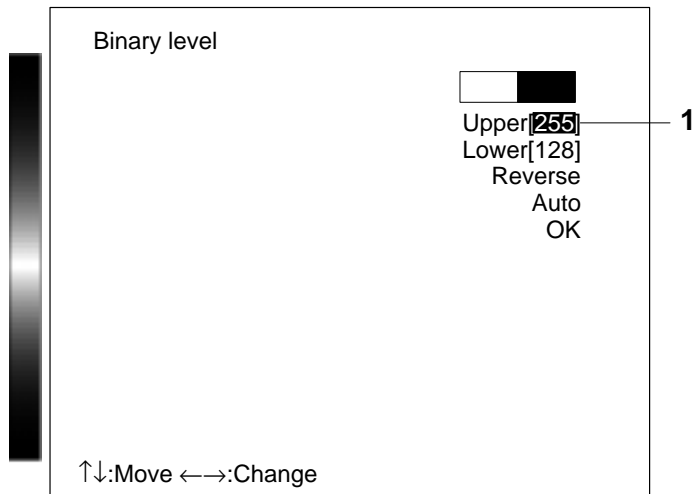 Binary level
Upper[255]
1
Lower[128]
Reverse
Auto
OK
↑↓:Move ←→:Change